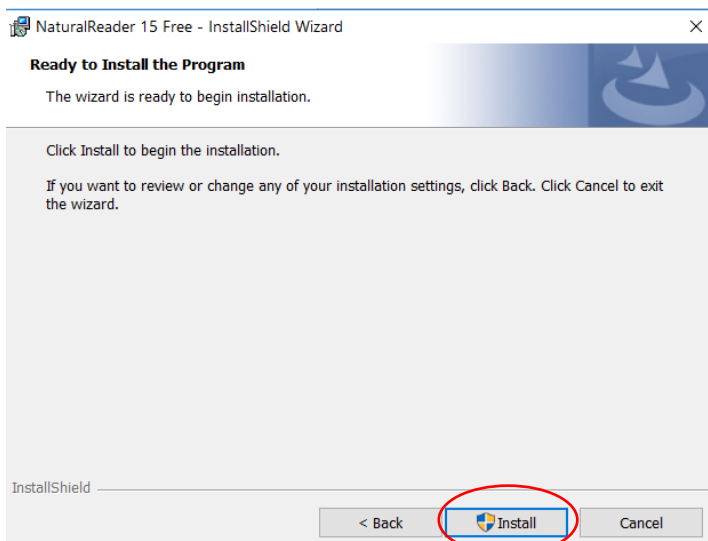 NaturalReader 15 Free - InstallShield Wizard
Ready to Install the Program
The wizard is ready to begin installation.
Click Install to begin the installation.
If you want to review or change any of your installation settings, click Back. Click Cancel to exit
the wizard.
InstallShield
< Back
Install
Cancel